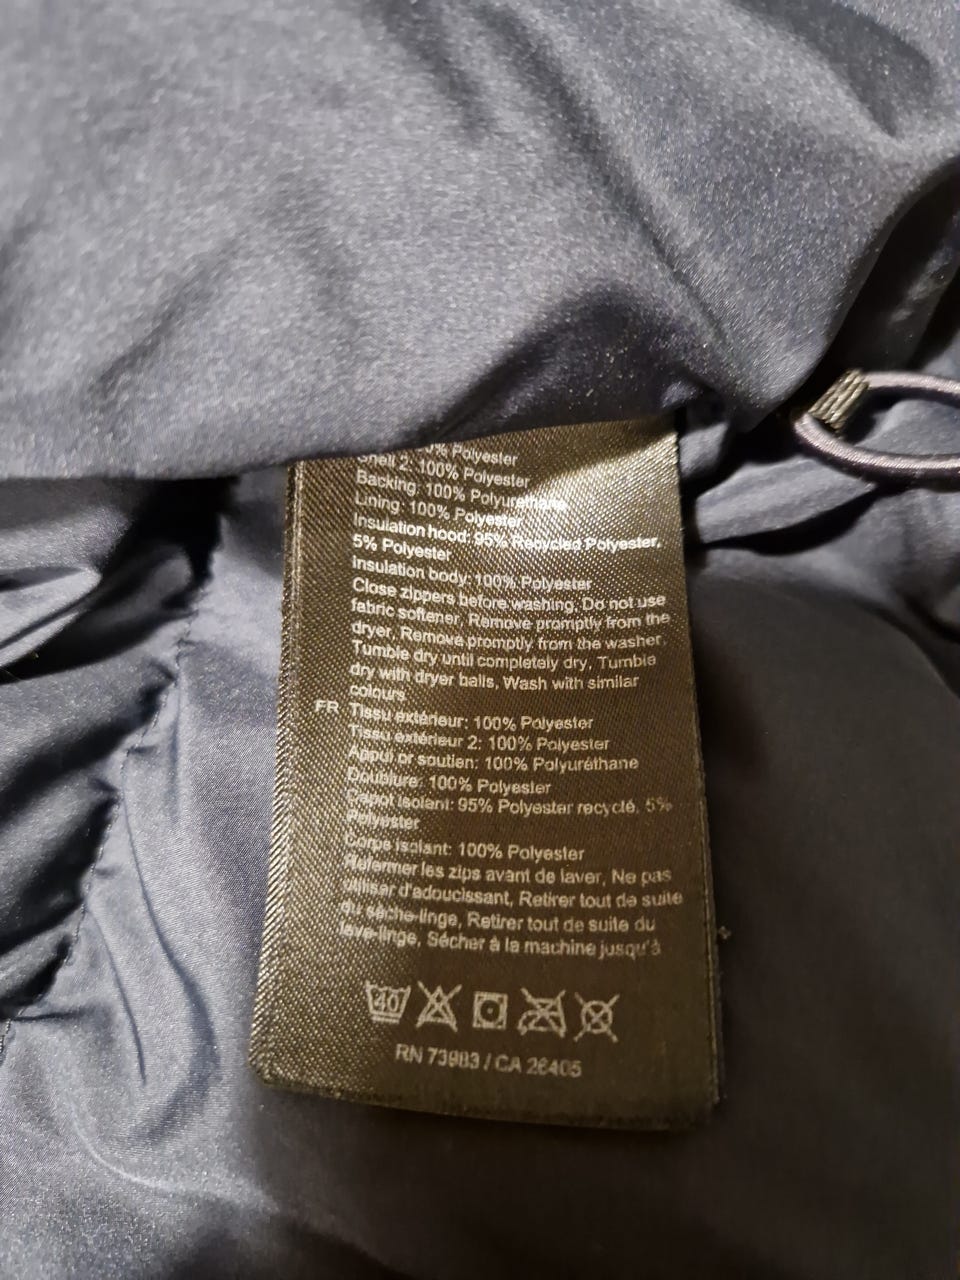 0% Polyester
Shell 2: 100% Polyester
Backing: 100% Polyurethane
Lining: 100% Polyester
Insulation hood: 95% Recycled Polyester,
5% Polyester
Insulation body: 100% Polyester
Close zippers before washing, Do not use
fabric softener, Remove promptly from the
dryer, Remove promptly from the washer,
Tumble dry until completely dry, Tumble
dry with dryer balls, Wash with similar
colours
FR Tissu extérieur: 100% Polyester
Tissu extérieur 2: 100% Polyester
Appui or soutien: 100% Polyuréthane
Doublure: 100% Polyester
Capot isolant: 95% Polyester recyclé, 5%
Polyester
Corps isolant: 100% Polyester
Refermer les zips avant de laver, Ne pas
utiliser d'adoucissant, Retirer tout de suite
du sèche-linge, Retirer tout de suite du
lave-linge, Sécher à la machine jusqu'à
40
RN 73983 / CA 26405